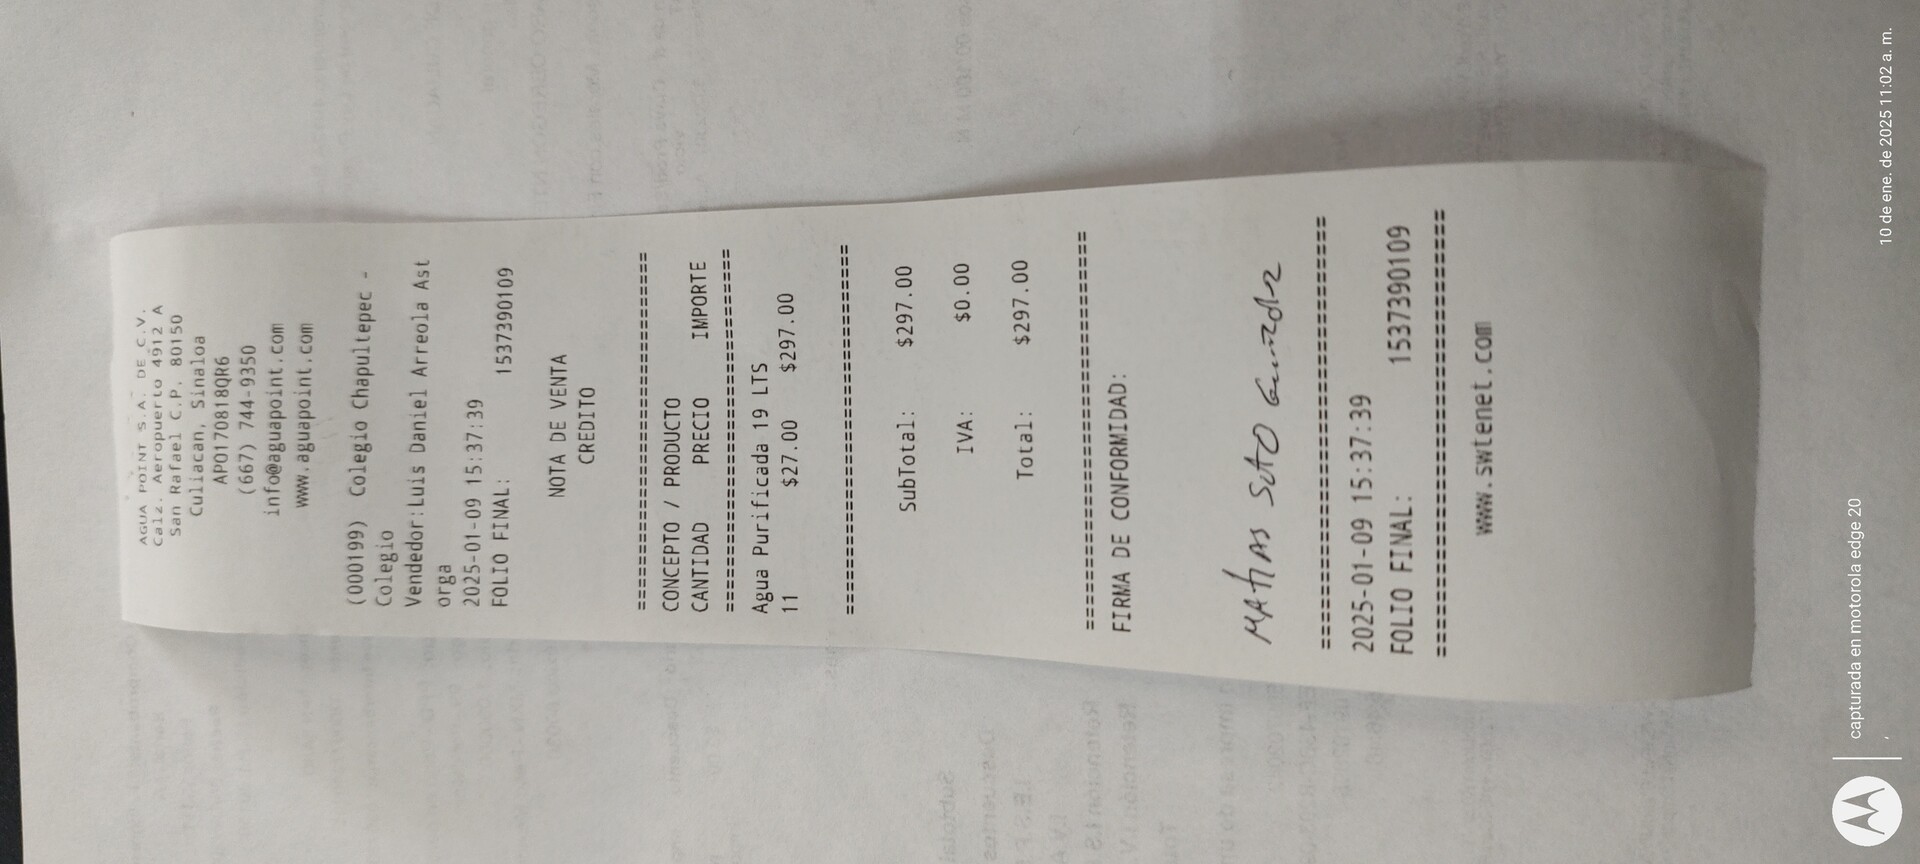 AGUA POINT S.A. DE C.V.
Calz. Aeropuerto 4912 A
San Rafael C.P. 80150
Culiacan, Sinaloa
APO170818QR6
(667) 744-9350
info@aguapoint.com
www.aguapoint.com
(000199) Colegio Chapultepec -
Colegio
Vendedor:Luis Daniel Arreola Ast
orga
2025-01-09 15:37:39
FOLIO FINAL: 1537390109
NOTA DE VENTA
CREDITO
================================
CONCEPTO / PRODUCTO
CANTIDAD PRECIO IMPORTE
================================
Agua Purificada 19 LTS
11 $27.00 $297.00
================================
SubTotal: $297.00
IVA: $0.00
Total: $297.00
================================
FIRMA DE CONFORMIDAD:
MAtiAS Soto
================================
2025-01-09 15:37:39
FOLIO FINAL: 1537390109
================================
www.swtenet.com
capturada en motorola edge 20
10 de ene. de 2025 11:02 a. m.